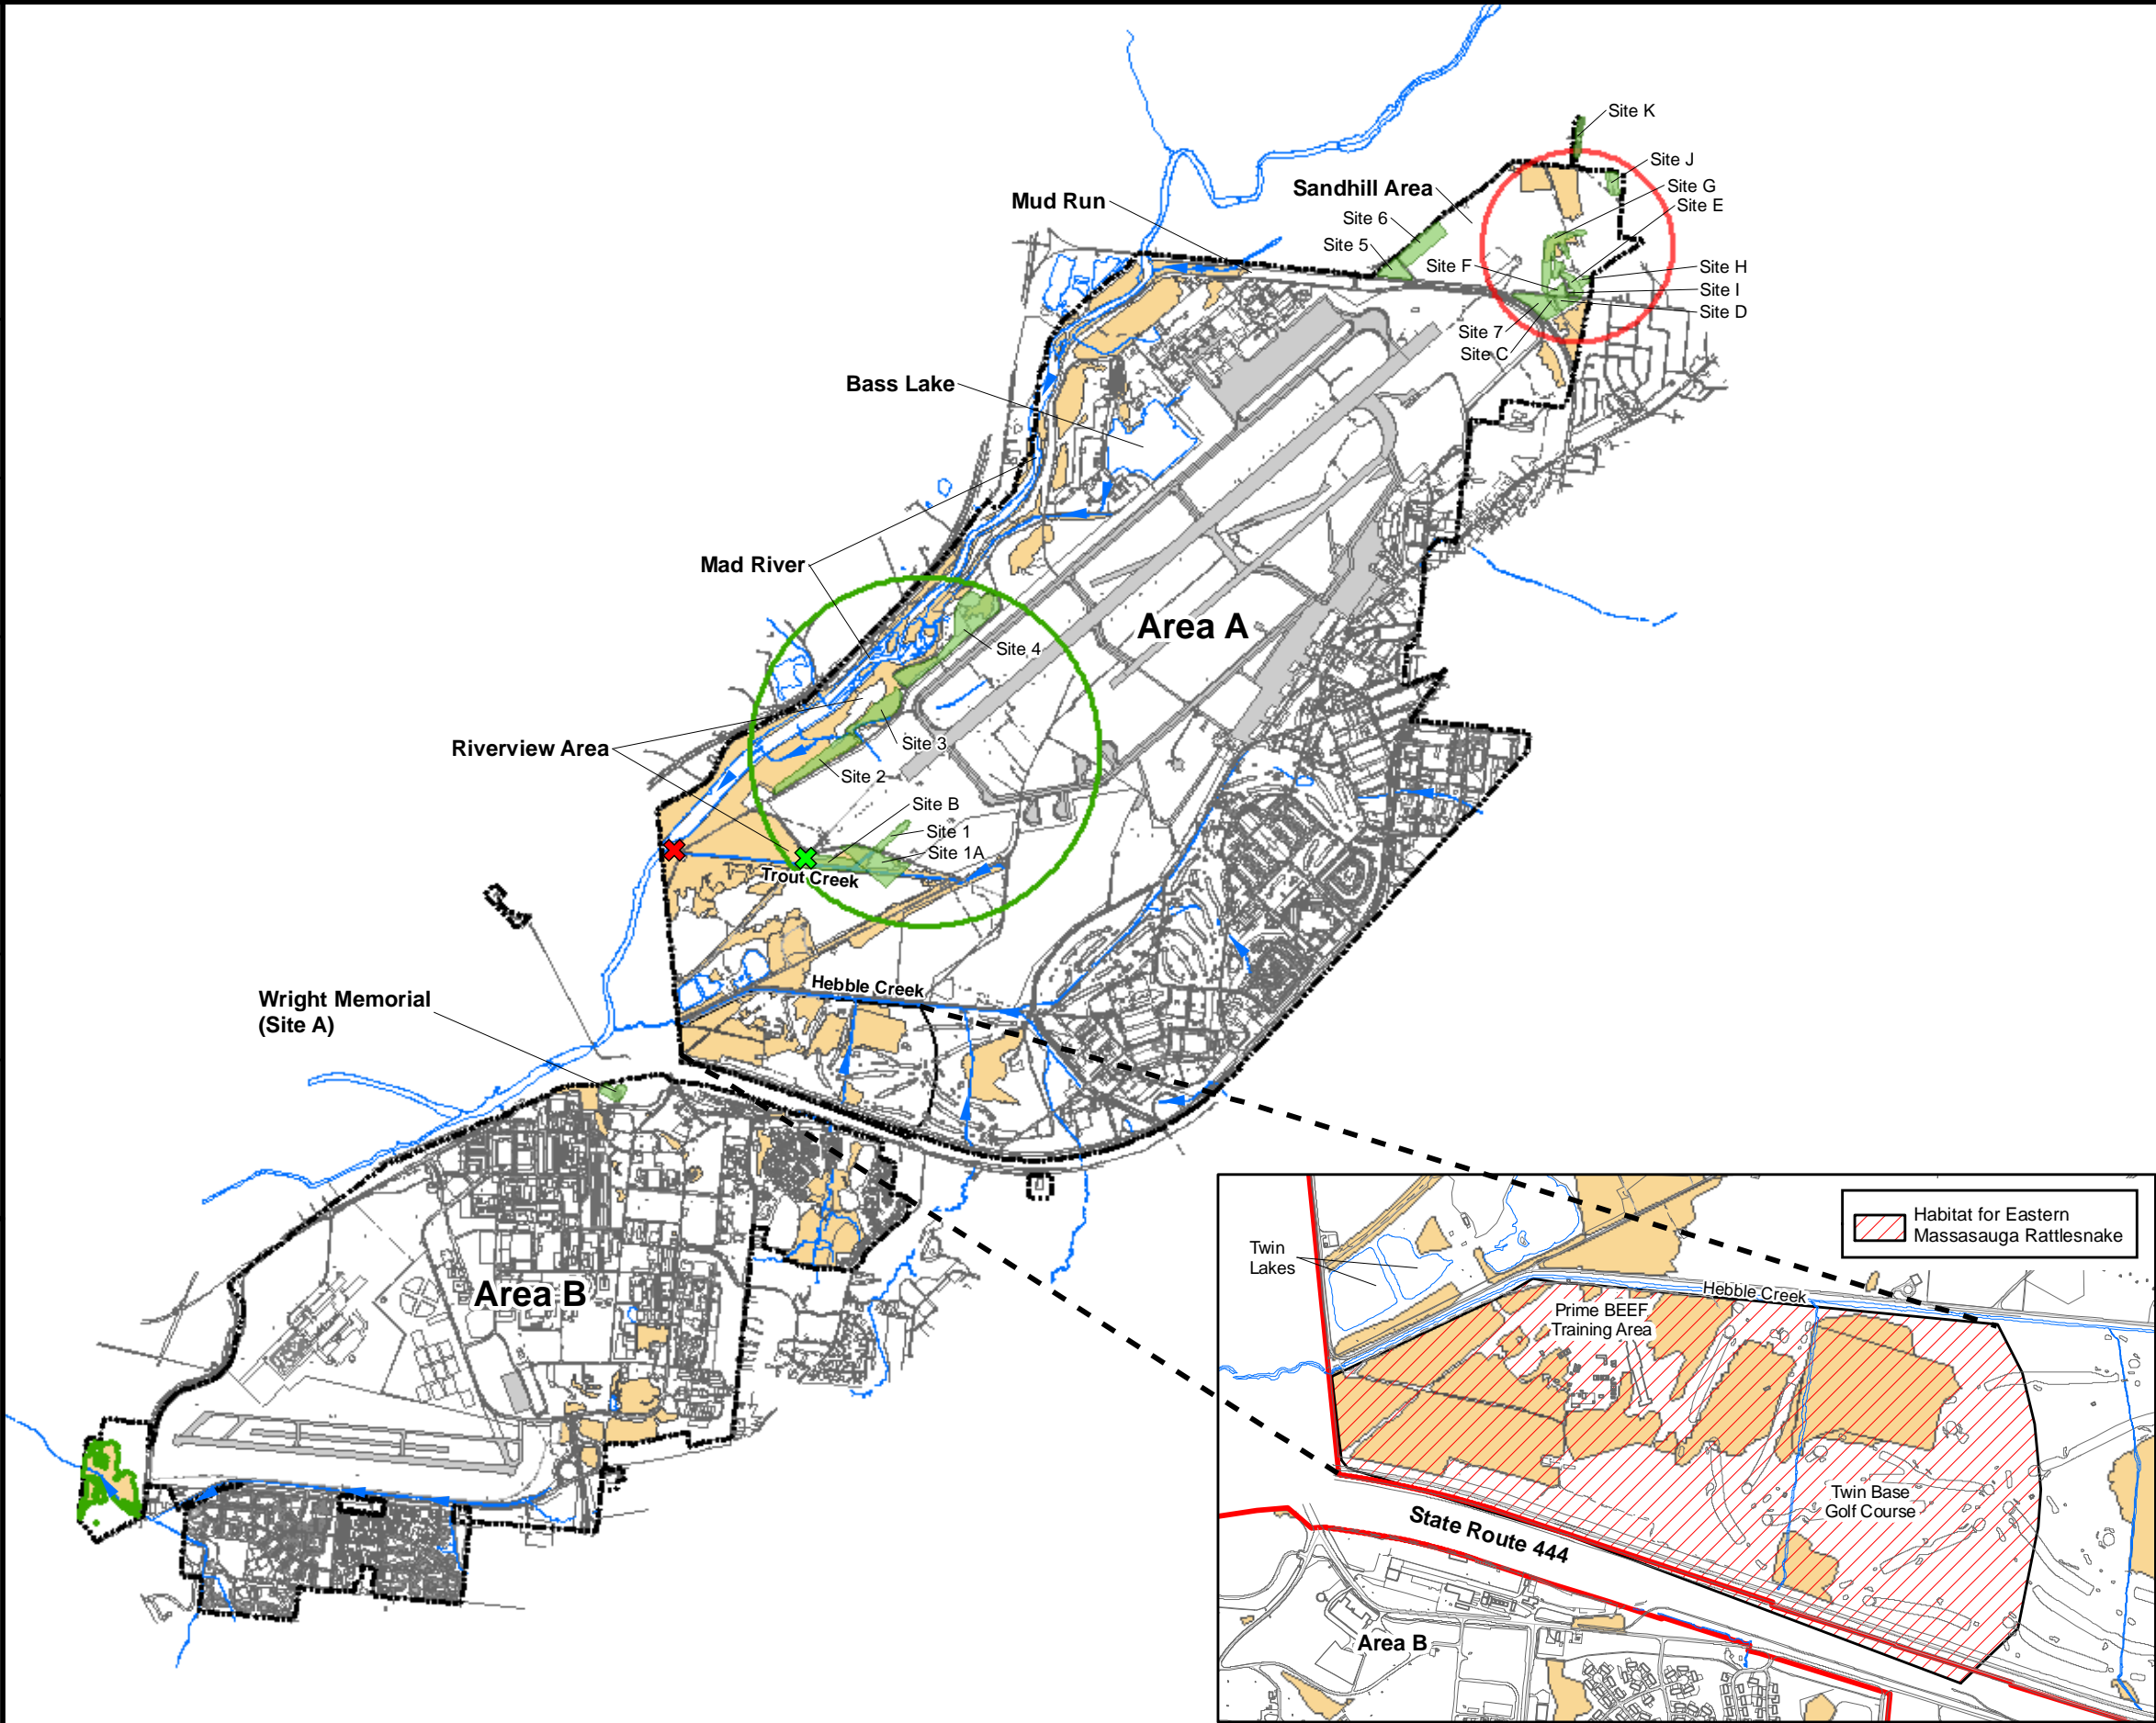 Site K
Site J
Sandhill Area
Site G
Mud Run
Site E
Site 6
Site 5
Site F
Site H
Site I
Site D
Site 7
Site C
Bass Lake
Mad River
Area A
Site 4
Riverview Area
Site 3
Site 2
Site B
Site 1
Site 1A
Trout Creek
Hebble Creek
Wright Memorial
(Site A)
Area B
Habitat for Eastern
Massasauga Rattlesnake
Twin
Lakes
Hebble Creek
Prime BEEF
Training Area
Twin Base
Golf Course
State Route 444
Area B